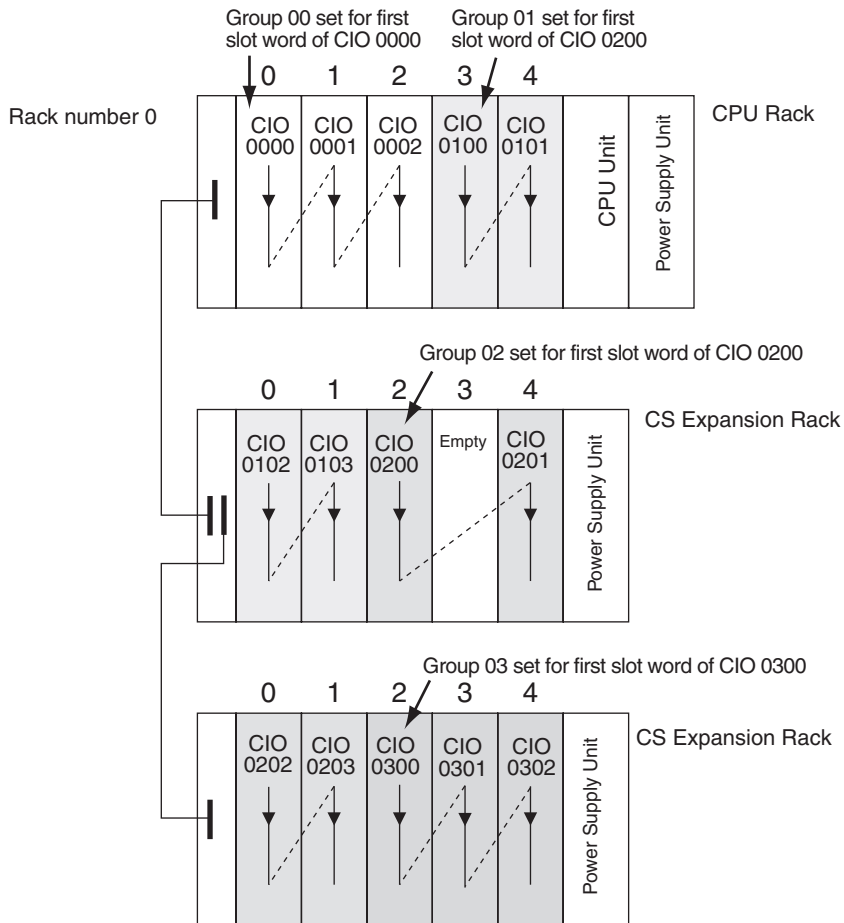 Group 00 set for first
slot word of CIO 0000
Group 01 set for first
slot word of CIO 0200
0 1 2 3 4
Rack number 0
CPU Rack
CIO
0000
CIO
0001
CIO
0002
CIO
0100
CIO
0101
CPU Unit
Power Supply Unit
Group 02 set for first slot word of CIO 0200
0 1 2 3 4
CS Expansion Rack
CIO
0102
CIO
0103
CIO
0200
Empty
CIO
0201
Power Supply Unit
Group 03 set for first slot word of CIO 0300
0 1 2 3 4
CS Expansion Rack
CIO
0202
CIO
0203
CIO
0300
CIO
0301
CIO
0302
Power Supply Unit